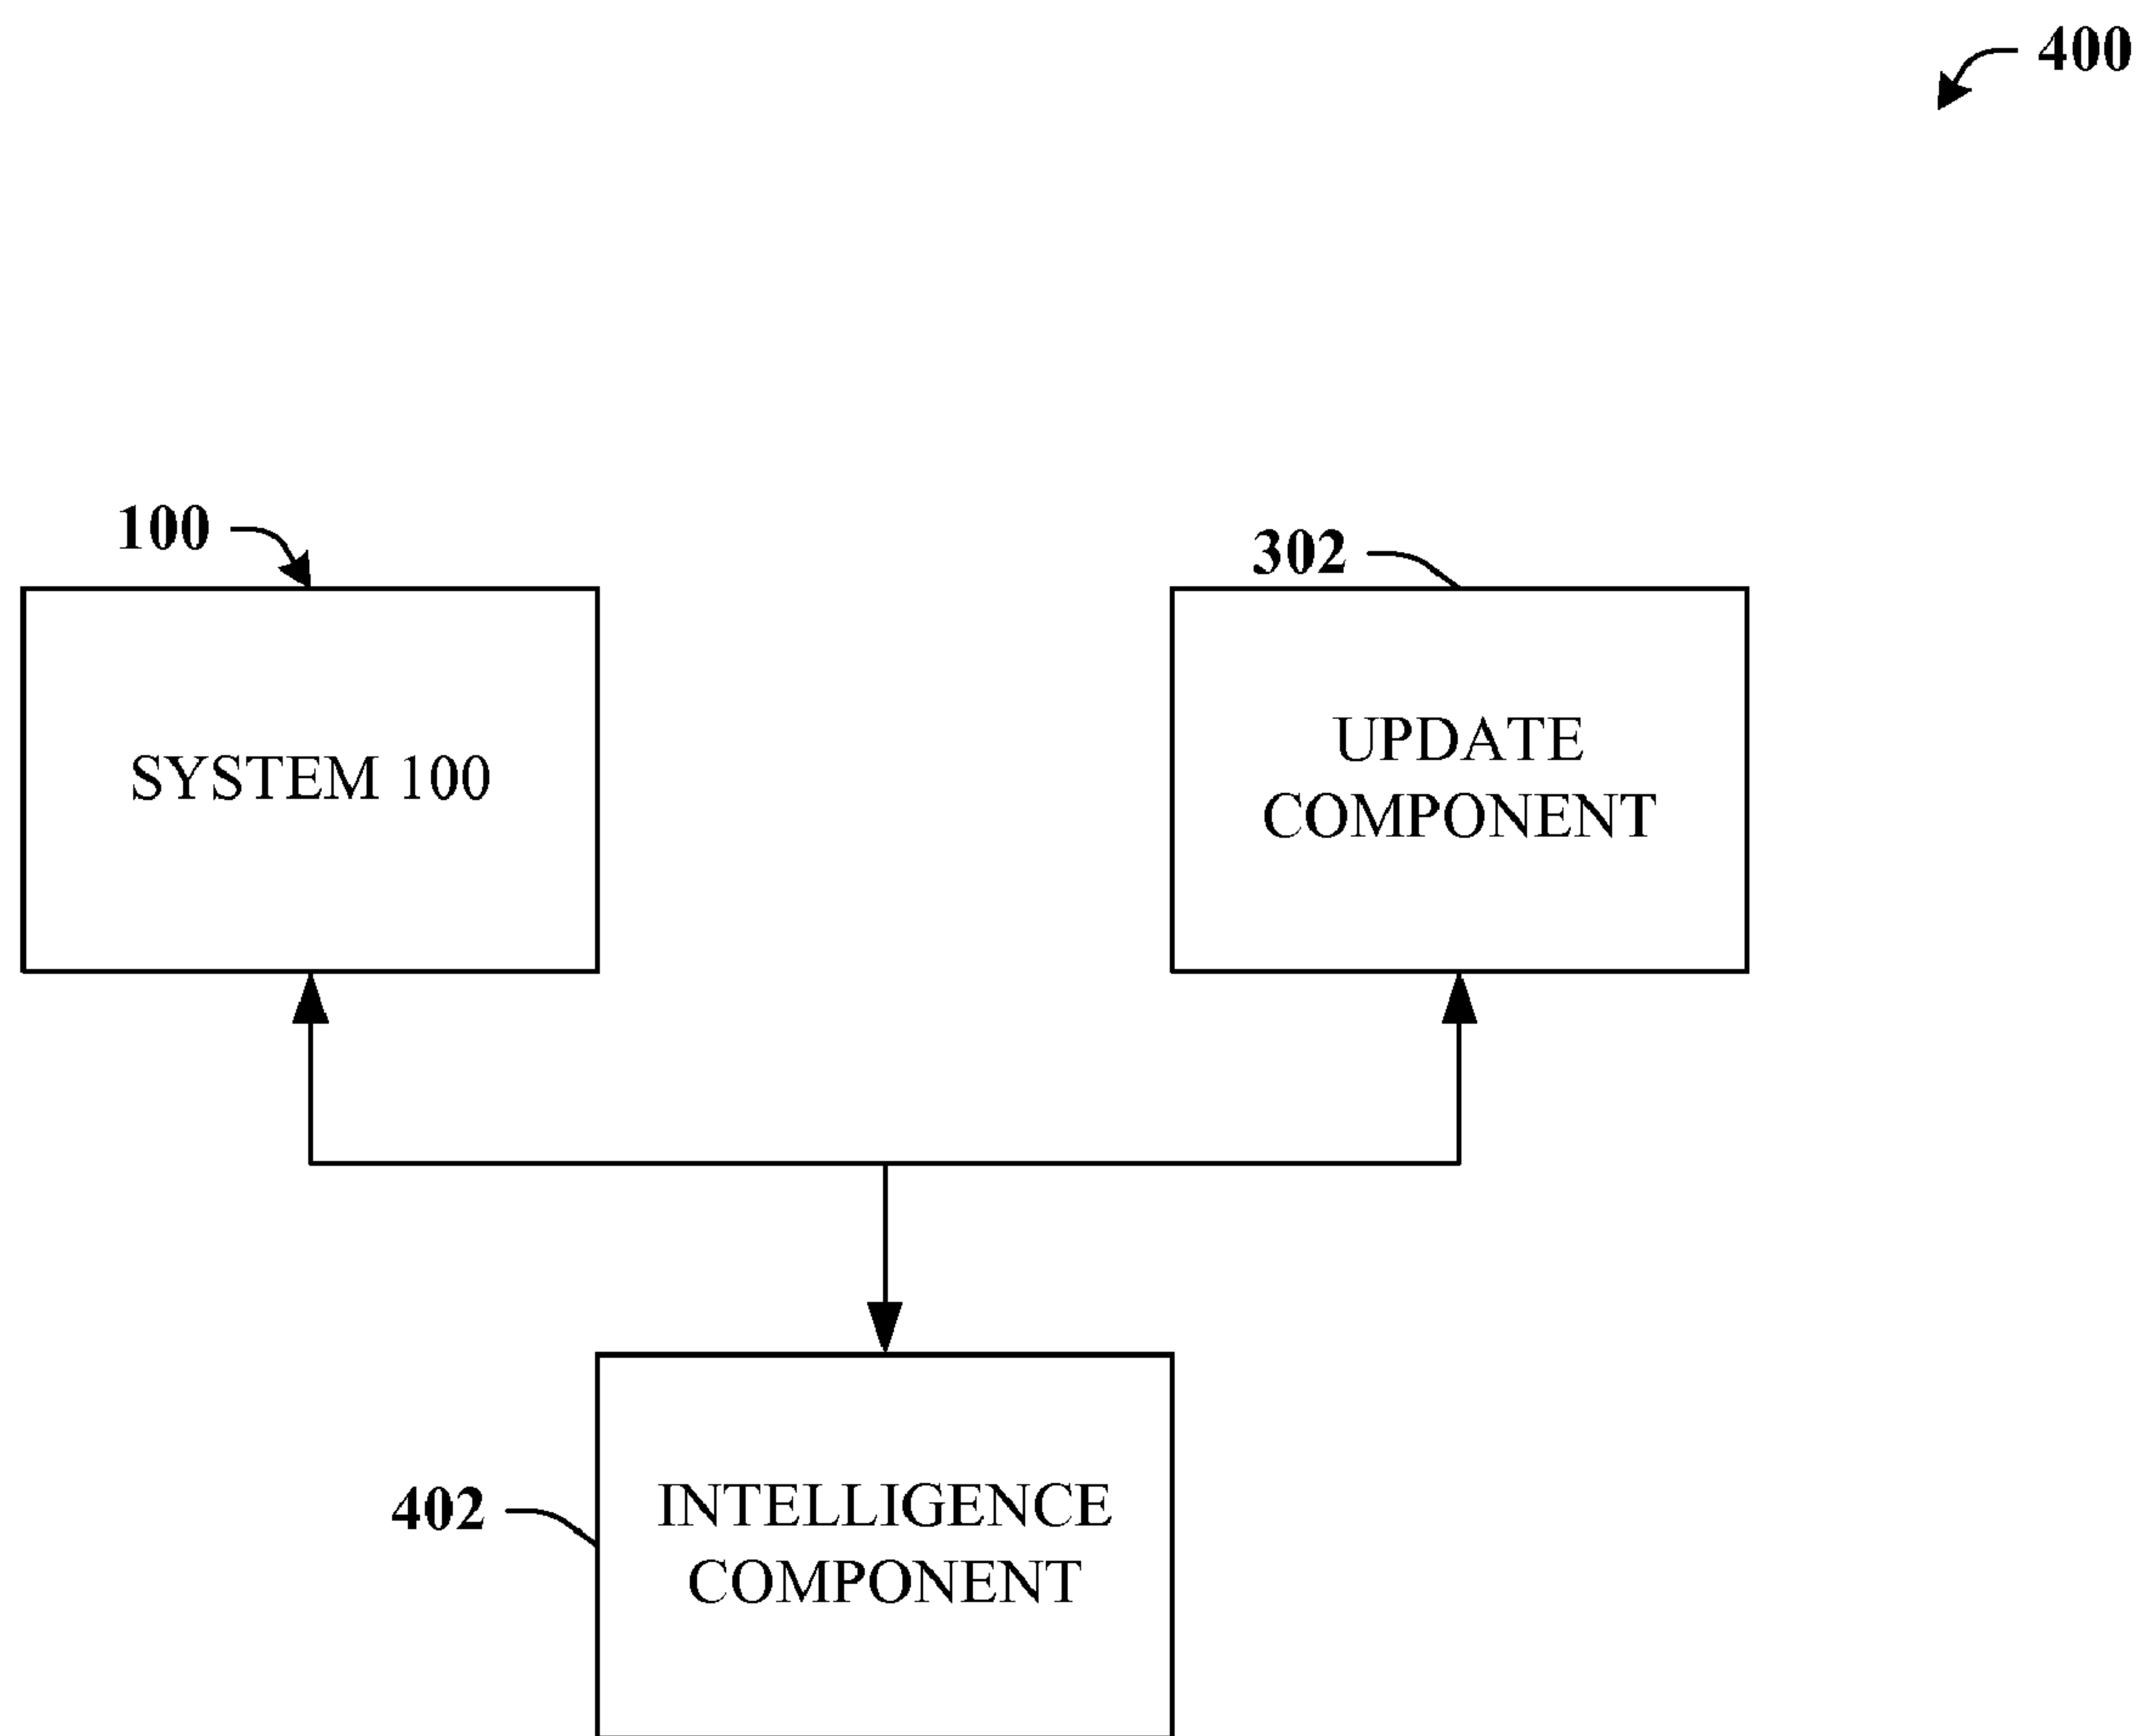 400
100
302
SYSTEM 100
UPDATE
COMPONENT
402
INTELLIGENCE
COMPONENT